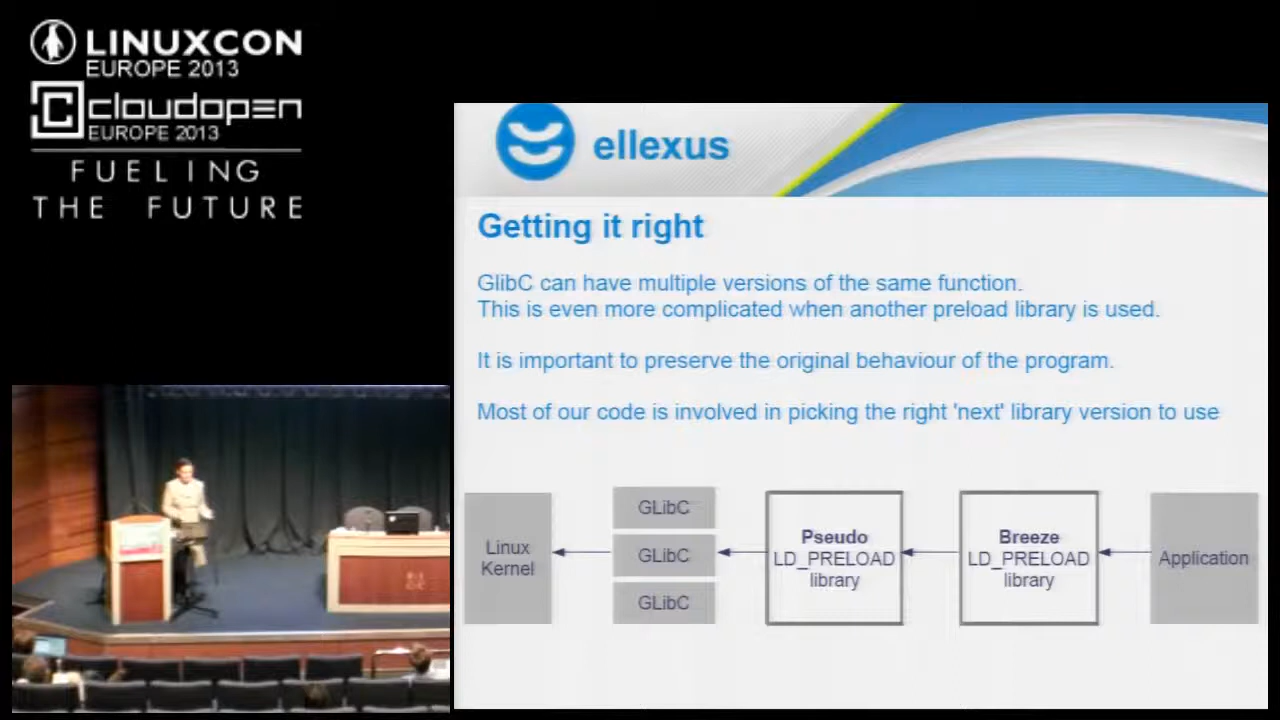 LINUXCON
EUROPE 2013
cloudopen
EUROPE 2013
FUELING
THE FUTURE
ellexus
Getting it right
GlibC can have multiple versions of the same function.
This is even more complicated when another preload library is used.
It is important to preserve the original behaviour of the program.
Most of our code is involved in picking the right 'next' library version to use
Linux
Kernel
GLibC
GLibC
GLibC
Pseudo
LD_PRELOAD
library
Breeze
LD_PRELOAD
library
Application